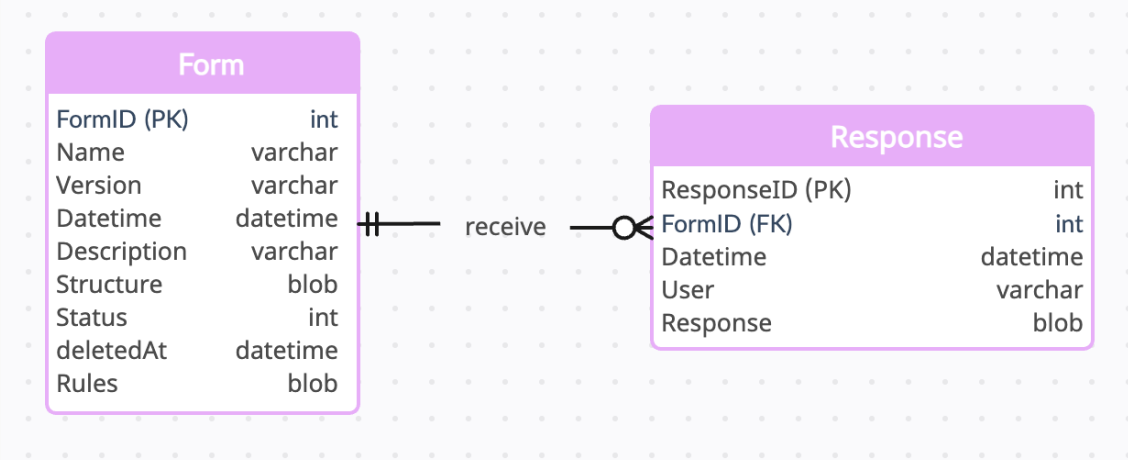 Form
FormID (PK) int
Name varchar
Version varchar
Datetime datetime
Description varchar
Structure blob
Status int
deletedAt datetime
Rules blob
receive
Response
ResponseID (PK) int
FormID (FK) int
Datetime datetime
User varchar
Response blob